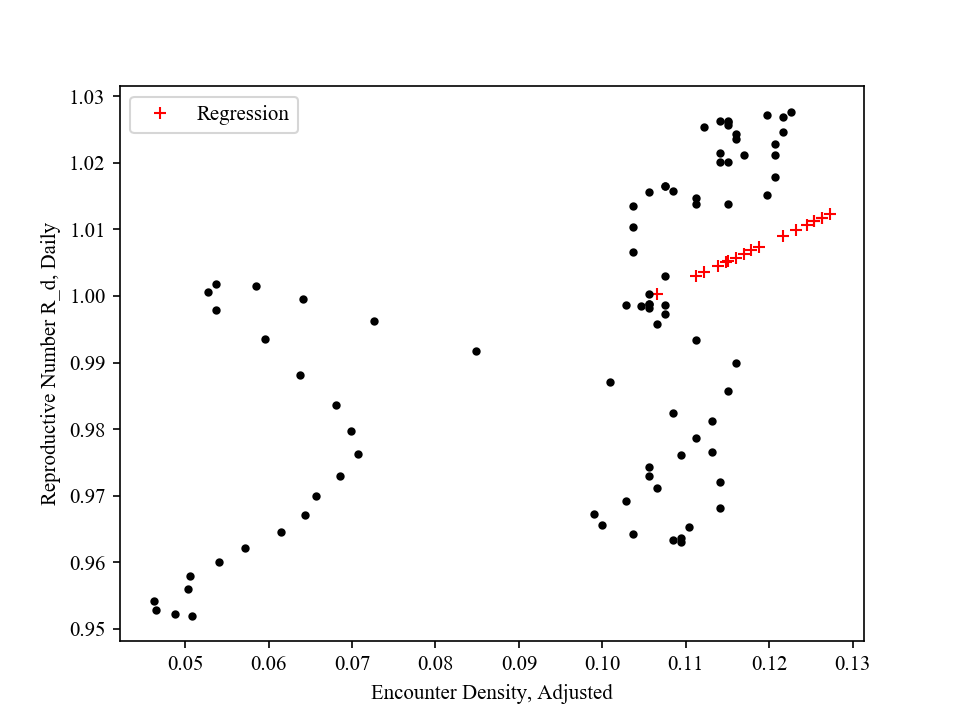 Regression
1.03
1.02
1.01
1.00
0.99
0.98
0.97
0.96
0.95
Reproductive Number R_d, Daily
0.05 0.06 0.07 0.08 0.09 0.10 0.11 0.12 0.13
Encounter Density, Adjusted